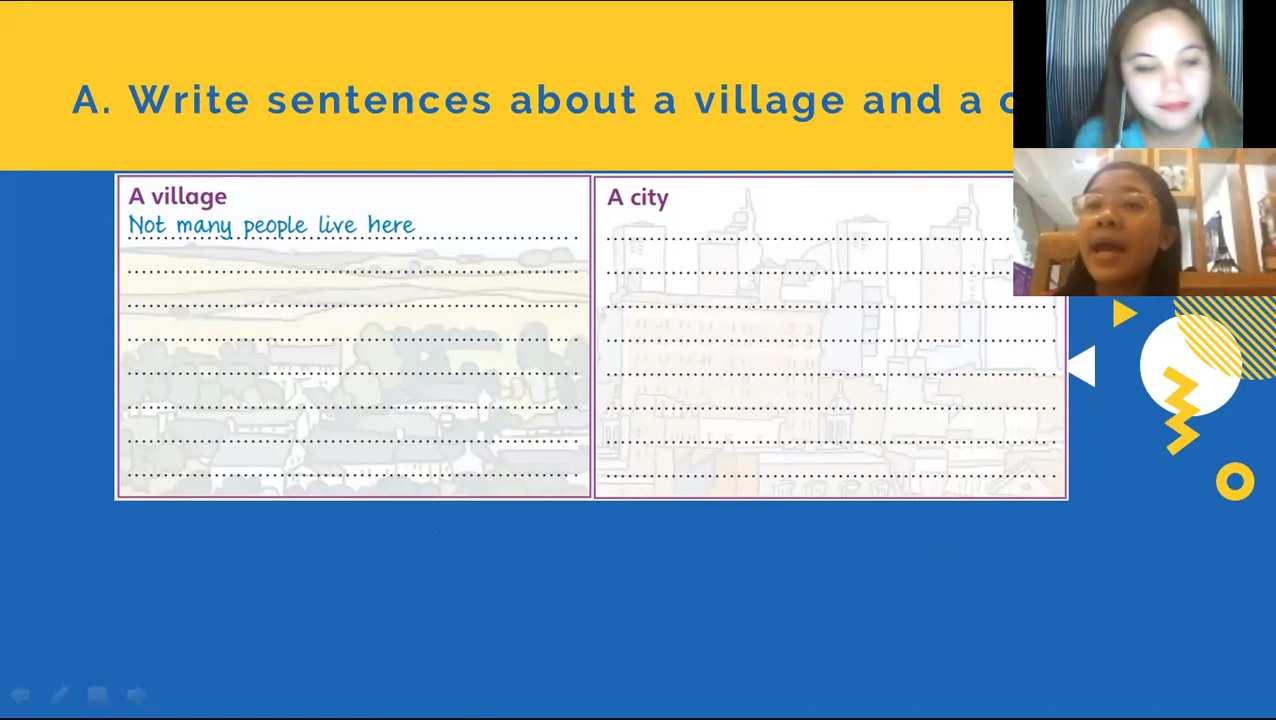 A. Write sentences about a village and a
A village
Not many people live here
A city